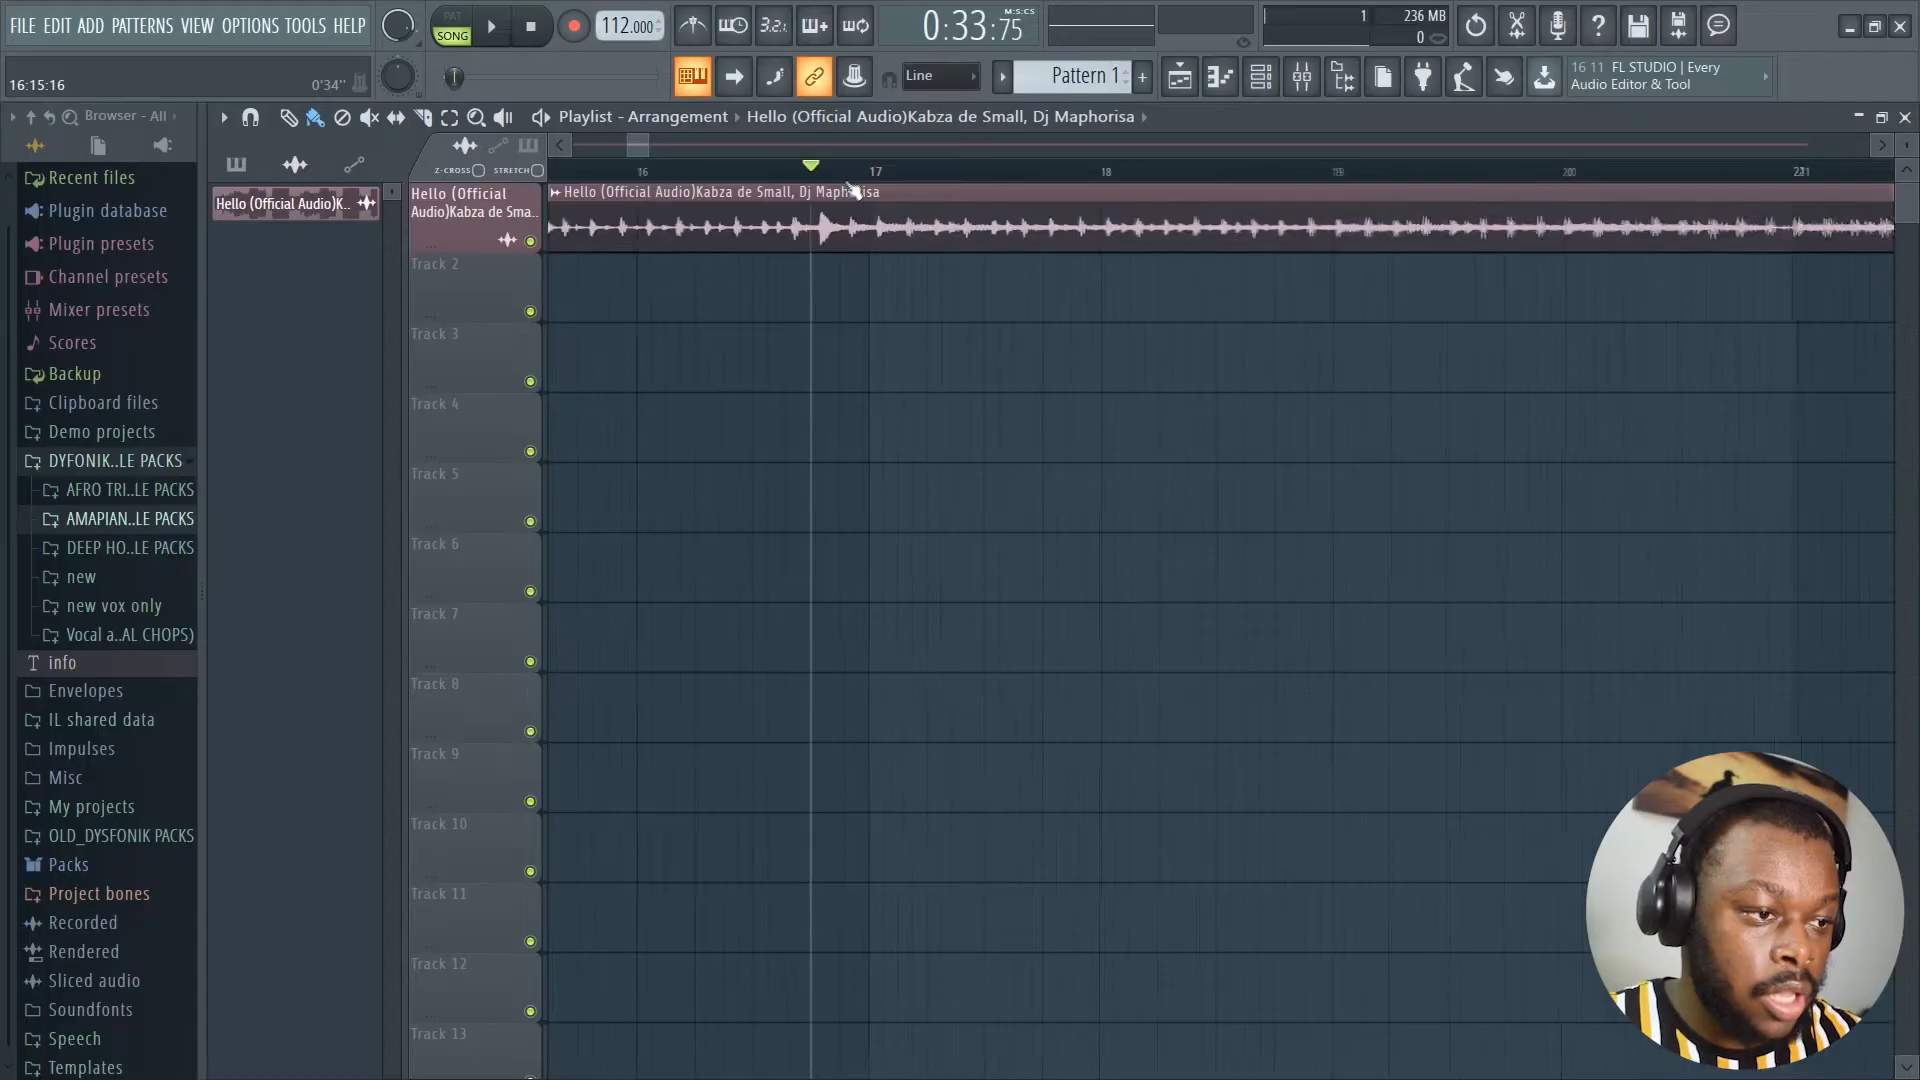 FILE EDIT ADD PATTERNS VIEW OPTIONS TOOLS HELP
PAT
SONG
112.000
3.2.
0:33:75
M:S:CS
1
236 MB
0
16:15:16
0'34''
Line
Pattern 1
16 11 FL STUDIO | Every
Audio Editor & Tool
Browser - All
Playlist - Arrangement
Hello (Official Audio)Kabza de Small, Dj Maphorisa
Z-CROSS
STRETCH
16
17
18
Recent files
Plugin database
Plugin presets
Channel presets
Mixer presets
Scores
Backup
Clipboard files
Demo projects
DYFONIK..LE PACKS
AFRO TRI..LE PACKS
AMAPIAN..LE PACKS
DEEP HO..LE PACKS
new
new vox only
Vocal a..AL CHOPS)
info
Envelopes
IL shared data
Impulses
Misc
My projects
OLD_DYSFONIK PACKS
Packs
Project bones
Recorded
Rendered
Sliced audio
Soundfonts
Speech
Templates
Hello (Official Audio)K..
Hello (Official
Audio)Kabza de Sma..
Hello (Official Audio)Kabza de Small, Dj Maphorisa
Track 2
Track 3
Track 4
Track 5
Track 6
Track 7
Track 8
Track 9
Track 10
Track 11
Track 12
Track 13